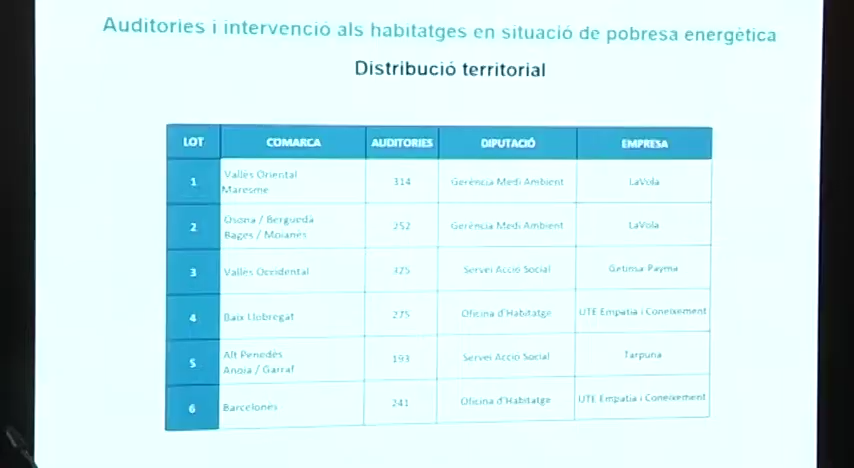 Auditories i intervenció als habitatges en situació de pobresa energètica
Distribució territorial
LOT COMARCA AUDITORIES DIPUTACIÓ EMPRESA
1 Vallès Oriental Maresme 314 Gerència Medi Ambient LaVola
2 Osona / Berguedà Bages / Moianès 252 Gerència Medi Ambient LaVola
3 Vallès Occidental 325 Servei Acció Social Getinsa Payma
4 Baix Llobregat 275 Oficina d'Habitatge UTE Empatia i Coneixement
5 Alt Penedès Anoia / Garraf 193 Servei Acció Social Tarpuna
6 Barcelonès 241 Oficina d'Habitatge UTE Empatia i Coneixement